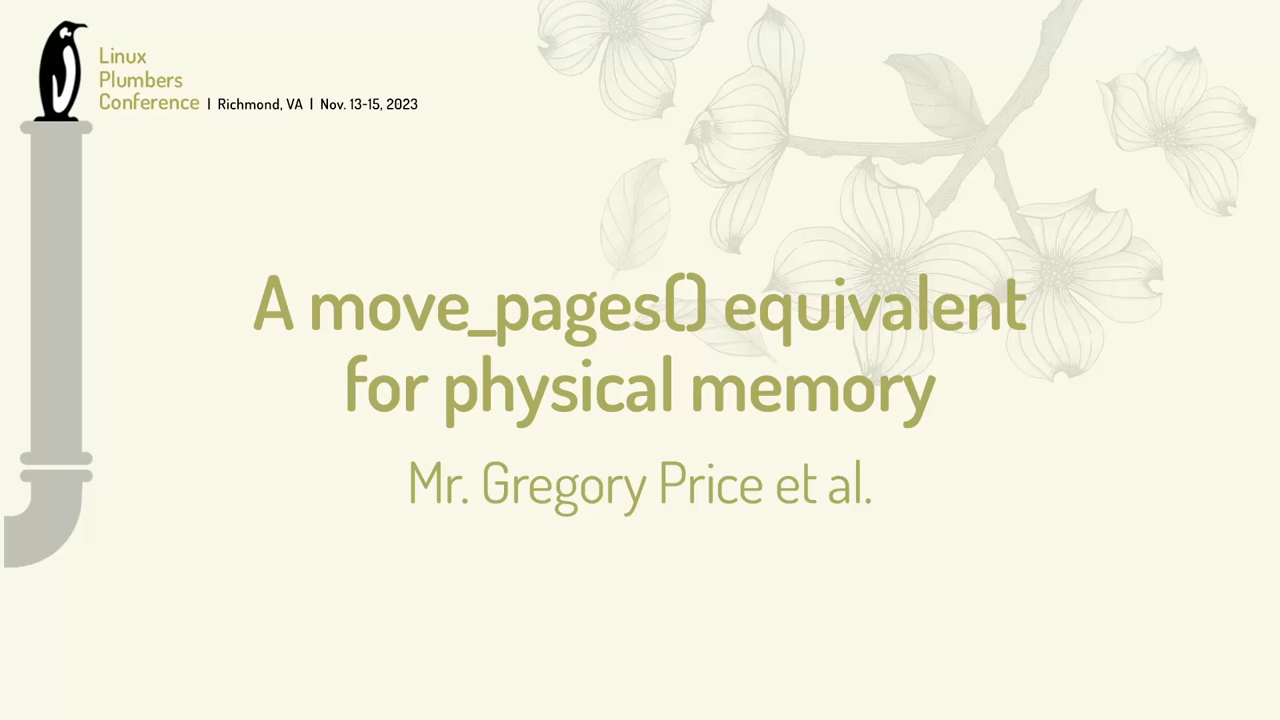 Linux
Plumbers
Conference | Richmond, VA | Nov. 13-15, 2023
A move_pages() equivalent
for physical memory
Mr. Gregory Price et al.